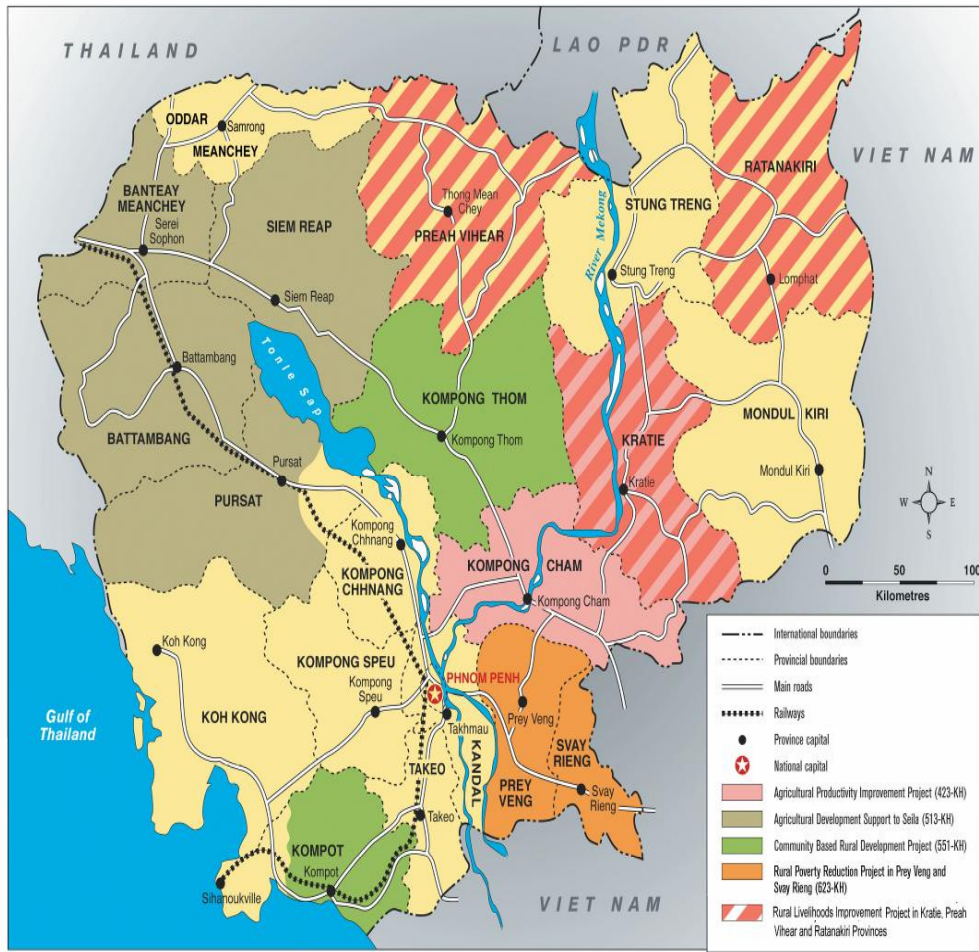 THAILAND
LAO PDR
VIET NAM
ODDAR
MEANCHEY
Samrong
BANTEAY
MEANCHEY
Serei
Sophon
SIEM REAP
Siem Reap
Thong Mean
Chey
PREAH VIHEAR
River Mekong
STUNG TRENG
Stung Treng
RATANAKIRI
Lomphat
Battambang
BATTAMBANG
Tonle Sap
KOMPONG THOM
Kompong Thom
KRATIE
Kratie
MONDUL KIRI
Mondul Kiri
Pursat
PURSAT
Kompong
Chhnang
KOMPONG
CHHNANG
KOMPONG CHAM
Kompong Cham
N
W E
S
0 50 100
Kilometres
Koh Kong
KOH KONG
KOMPONG SPEU
Kompong
Speu
PHNOM PENH
Takhmau
KANDAL
TAKEO
Takeo
Prey Veng
PREY
VENG
SVAY
RIENG
Svay
Rieng
Gulf of
Thailand
KOMPOT
Kompot
Sihanoukville
VIET NAM
International boundaries
Provincial boundaries
Main roads
Railways
Province capital
National capital
Agricultural Productivity Improvement Project (423-KH)
Agricultural Development Support to Seila (513-KH)
Community Based Rural Development Project (551-KH)
Rural Poverty Reduction Project in Prey Veng and
Svey Rieng (623-KH)
Rural Livelihoods Improvement Project in Kratie, Preah
Vihear and Ratanakiri Provinces